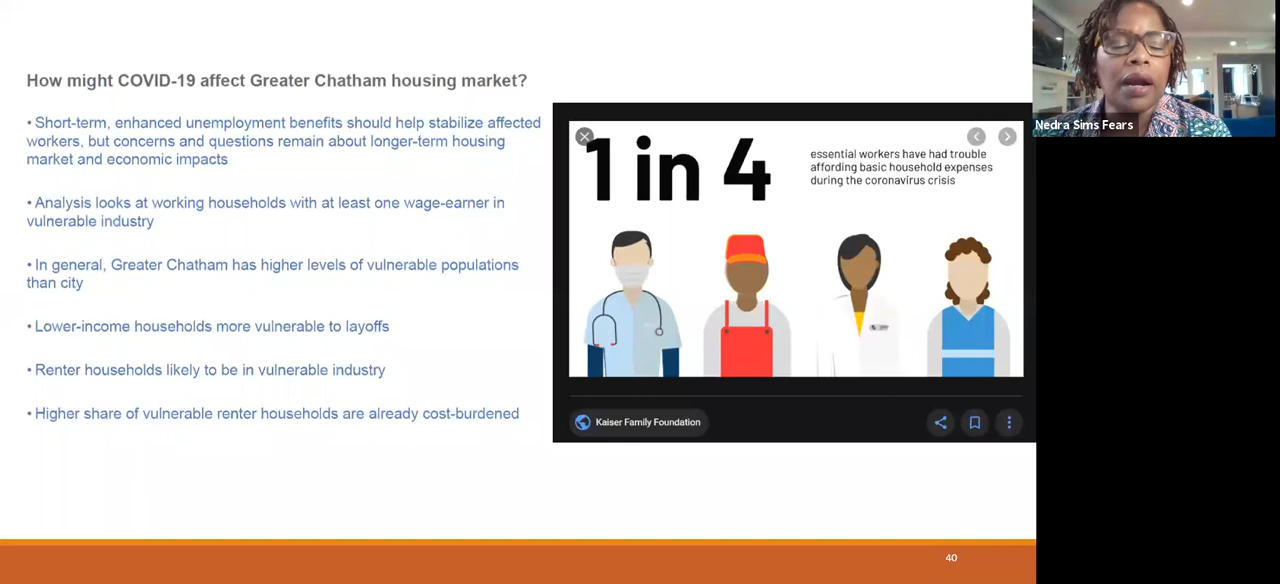 How might COVID-19 affect Greater Chatham housing market?
• Short-term, enhanced unemployment benefits should help stabilize affected
workers, but concerns and questions remain about longer-term housing
market and economic impacts
• Analysis looks at working households with at least one wage-earner in
vulnerable industry
• In general, Greater Chatham has higher levels of vulnerable populations
than city
• Lower-income households more vulnerable to layoffs
• Renter households likely to be in vulnerable industry
• Higher share of vulnerable renter households are already cost-burdened
1 in 4
essential workers have had trouble
affording basic household expenses
during the coronavirus crisis
Kaiser Family Foundation
40
Nedra Sims Fears